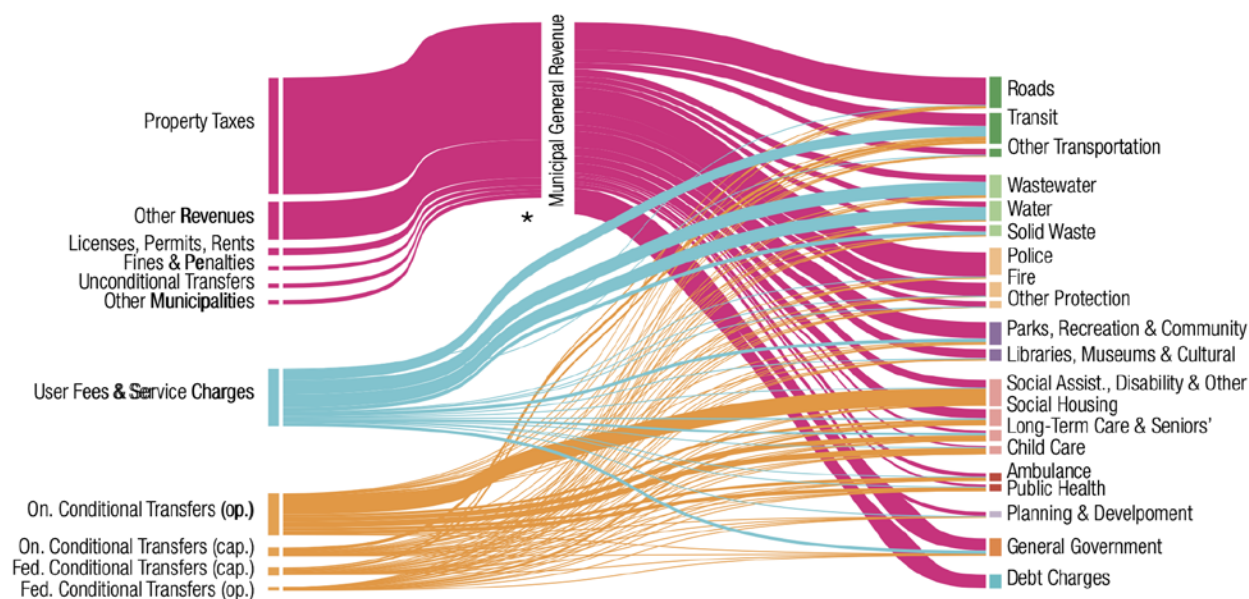 Property Taxes
Other Revenues
Licenses, Permits, Rents
Fines & Penalties
Unconditional Transfers
Other Municipalities
User Fees & Service Charges
On. Conditional Transfers (op.)
On. Conditional Transfers (cap.)
Fed. Conditional Transfers (cap.)
Fed. Conditional Transfers (op.)
Municipal General Revenue
*
Roads
Transit
Other Transportation
Wastewater
Water
Solid Waste
Police
Fire
Other Protection
Parks, Recreation & Community
Libraries, Museums & Cultural
Social Assist., Disability & Other
Social Housing
Long-Term Care & Seniors'
Child Care
Ambulance
Public Health
Planning & Develpoment
General Government
Debt Charges